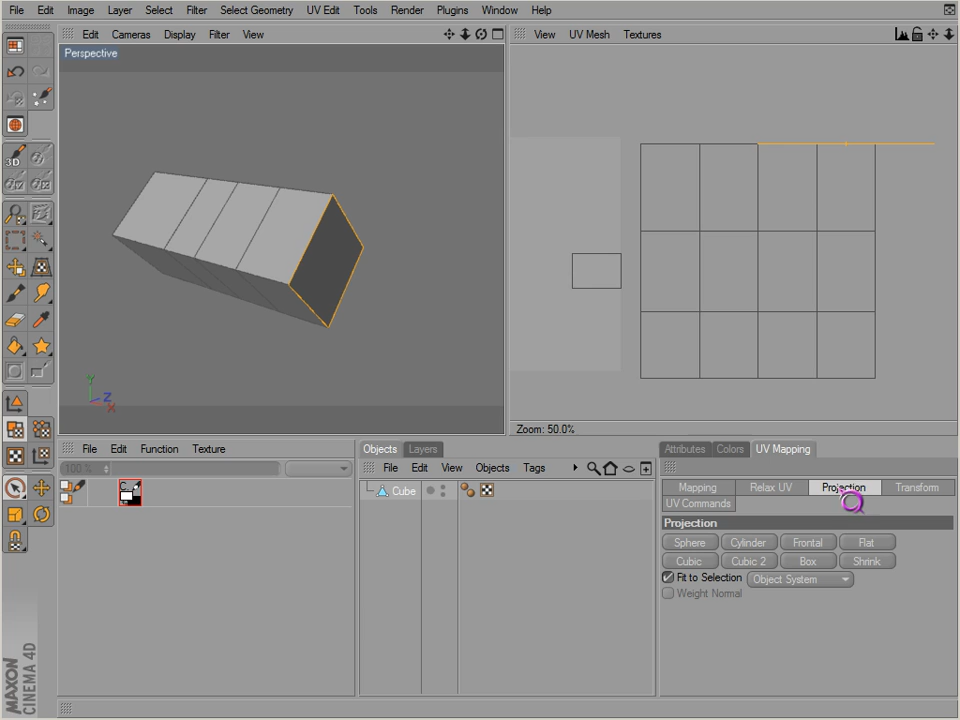 File Edit Image Layer Select Filter Select Geometry UV Edit Tools Render Plugins Window Help
Edit Cameras Display Filter View
View UV Mesh Textures
Perspective
3D
Y
Z
X
Zoom: 50.0%
File Edit Function Texture
100 %
C
Objects Layers
File Edit View Objects Tags
Cube
Attributes Colors UV Mapping
Mapping Relax UV Projection Transform
UV Commands
Projection
Sphere Cylinder Frontal Flat
Cubic Cubic 2 Box Shrink
Fit to Selection Object System
Weight Normal
MAXON
CINEMA 4D